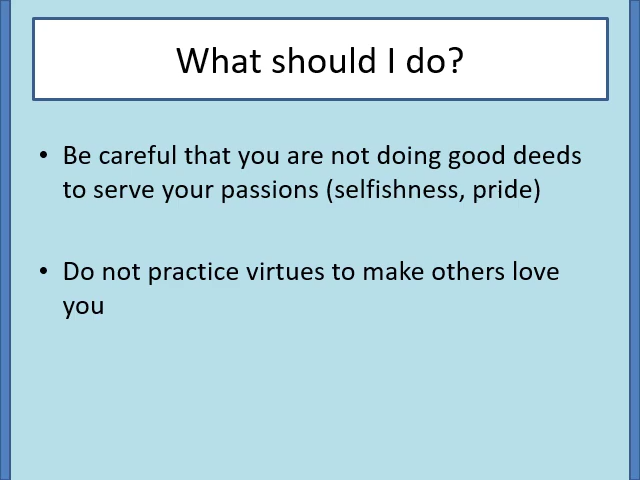 What should I do?
• Be careful that you are not doing good deeds
to serve your passions (selfishness, pride)
• Do not practice virtues to make others love
you